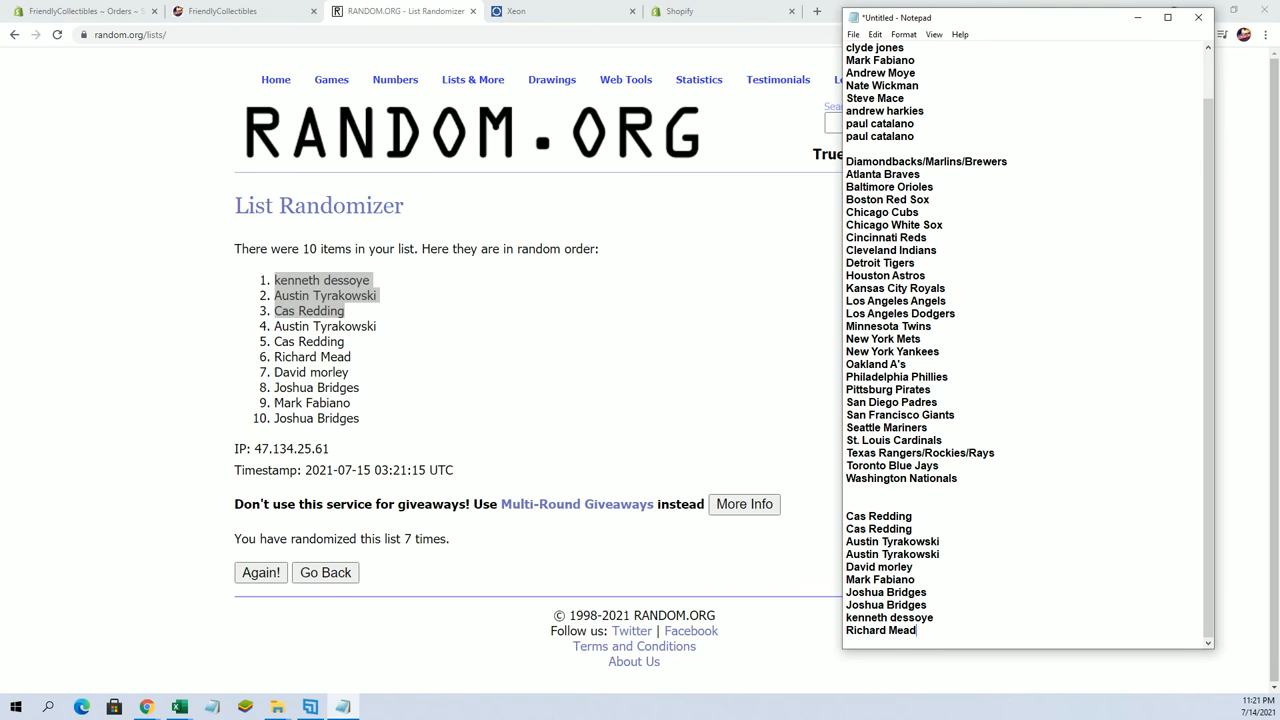 FriendlyCollectibles ~ Orders ~ S
FriendlyCollectibles
RANDOM.ORG - List Randomizer
Xeon
Shopify
random.org/lists/
Home Games Numbers Lists & More Drawings Web Tools Statistics Testimonials
Sear
RANDOM.ORG
True
List Randomizer
There were 10 items in your list. Here they are in random order:
1. kenneth dessoye
2. Austin Tyrakowski
3. Cas Redding
4. Austin Tyrakowski
5. Cas Redding
6. Richard Mead
7. David morley
8. Joshua Bridges
9. Mark Fabiano
10. Joshua Bridges
IP: 47.134.25.61
Timestamp: 2021-07-15 03:21:15 UTC
Don't use this service for giveaways! Use Multi-Round Giveaways instead More Info
You have randomized this list 7 times.
Again! Go Back
© 1998-2021 RANDOM.ORG
Follow us: Twitter | Facebook
Terms and Conditions
About Us
*Untitled - Notepad
File Edit Format View Help
clyde jones
Mark Fabiano
Andrew Moye
Nate Wickman
Steve Mace
andrew harkies
paul catalano
paul catalano
Diamondbacks/Marlins/Brewers
Atlanta Braves
Baltimore Orioles
Boston Red Sox
Chicago Cubs
Chicago White Sox
Cincinnati Reds
Cleveland Indians
Detroit Tigers
Houston Astros
Kansas City Royals
Los Angeles Angels
Los Angeles Dodgers
Minnesota Twins
New York Mets
New York Yankees
Oakland A's
Philadelphia Phillies
Pittsburg Pirates
San Diego Padres
San Francisco Giants
Seattle Mariners
St. Louis Cardinals
Texas Rangers/Rockies/Rays
Toronto Blue Jays
Washington Nationals
Cas Redding
Cas Redding
Austin Tyrakowski
Austin Tyrakowski
David morley
Mark Fabiano
Joshua Bridges
Joshua Bridges
kenneth dessoye
Richard Mead
11:21 PM
7/14/2021